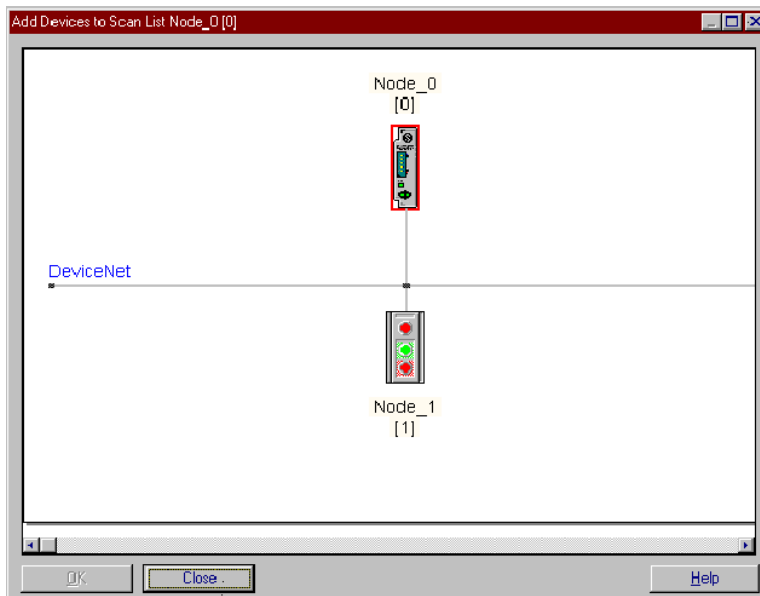 Add Devices to Scan List Node_0 [0]
Node_0
[0]
DeviceNet
Node_1
[1]
OK
Close
Help